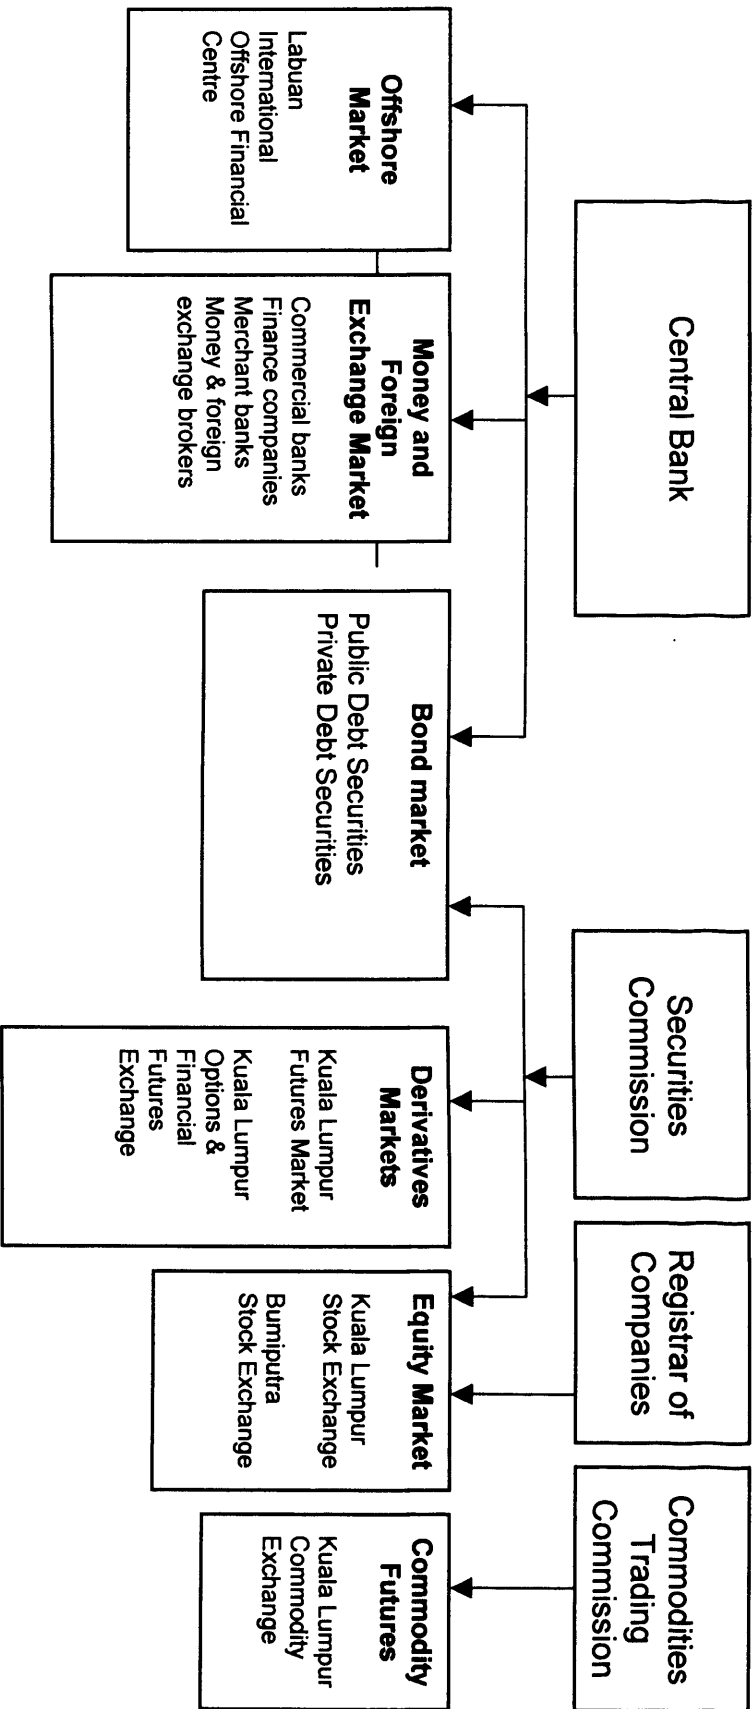 Central Bank
Securities
Commission
Registrar of
Companies
Commodities
Trading
Commission
Offshore
Market
Labuan
International
Offshore Financial
Centre
Money and
Foreign
Exchange Market
Commercial banks
Finance companies
Merchant banks
Money & foreign
exchange brokers
Bond market
Public Debt Securities
Private Debt Securities
Derivatives
Markets
Kuala Lumpur
Futures Market
Kuala Lumpur
Options &
Financial
Futures
Exchange
Equity Market
Kuala Lumpur
Stock Exchange
Bumiputra
Stock Exchange
Commodity
Futures
Kuala Lumpur
Commodity
Exchange